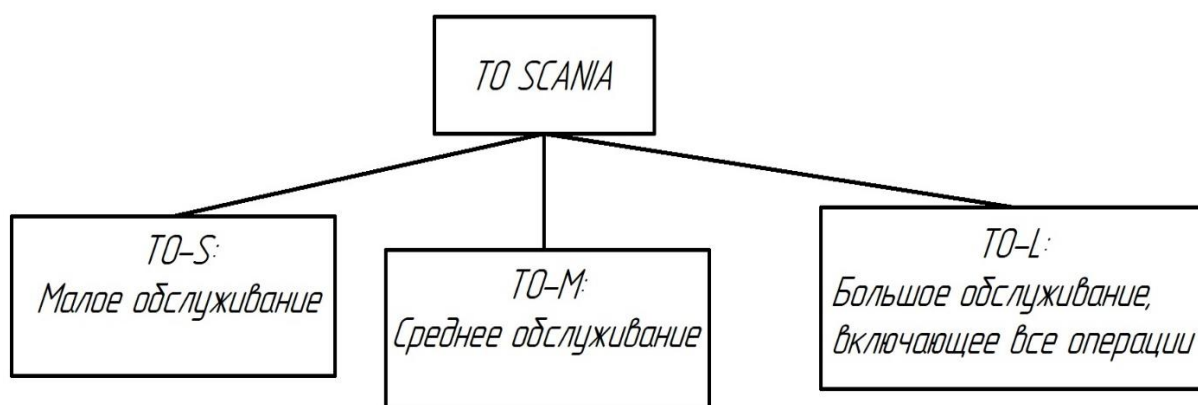 ТО SCANIA
ТО-S:
Малое обслуживание
ТО-М:
Среднее обслуживание
ТО-L:
Большое обслуживание,
включающее все операции